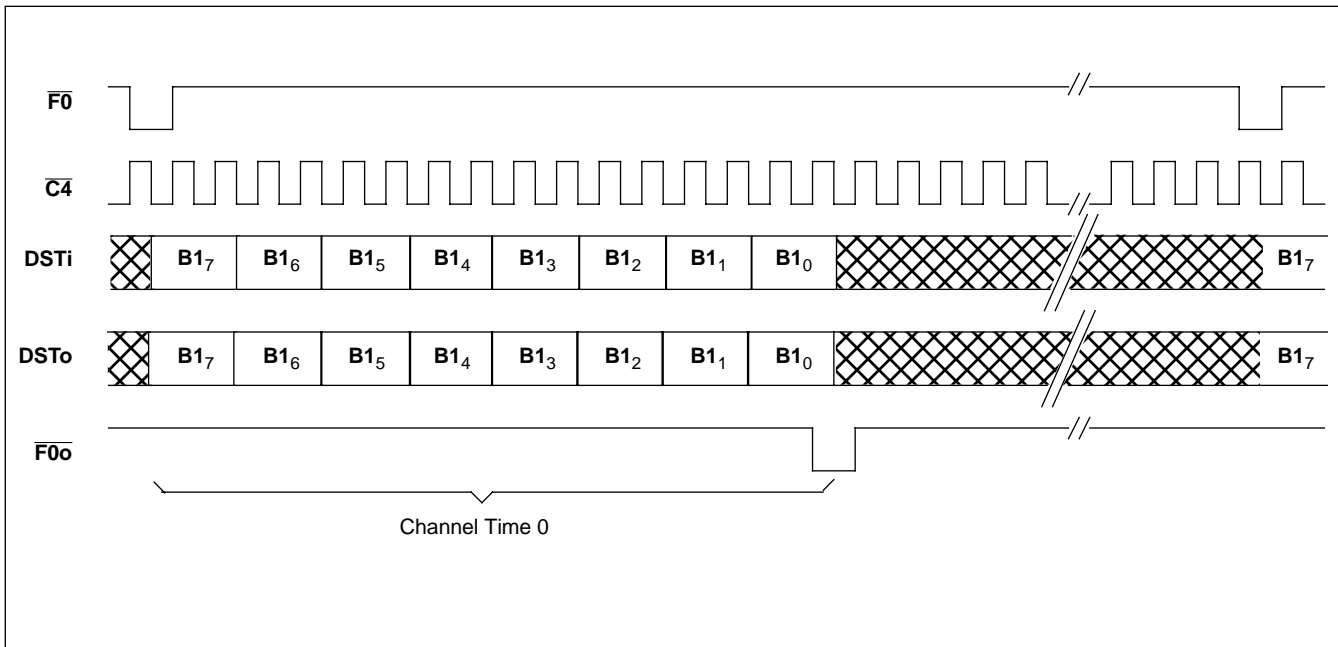 F0
C4
DSTi B1₇ B1₆ B1₅ B1₄ B1₃ B1₂ B1₁ B1₀ B1₇
DSTo B1₇ B1₆ B1₅ B1₄ B1₃ B1₂ B1₁ B1₀ B1₇
F0o
Channel Time 0